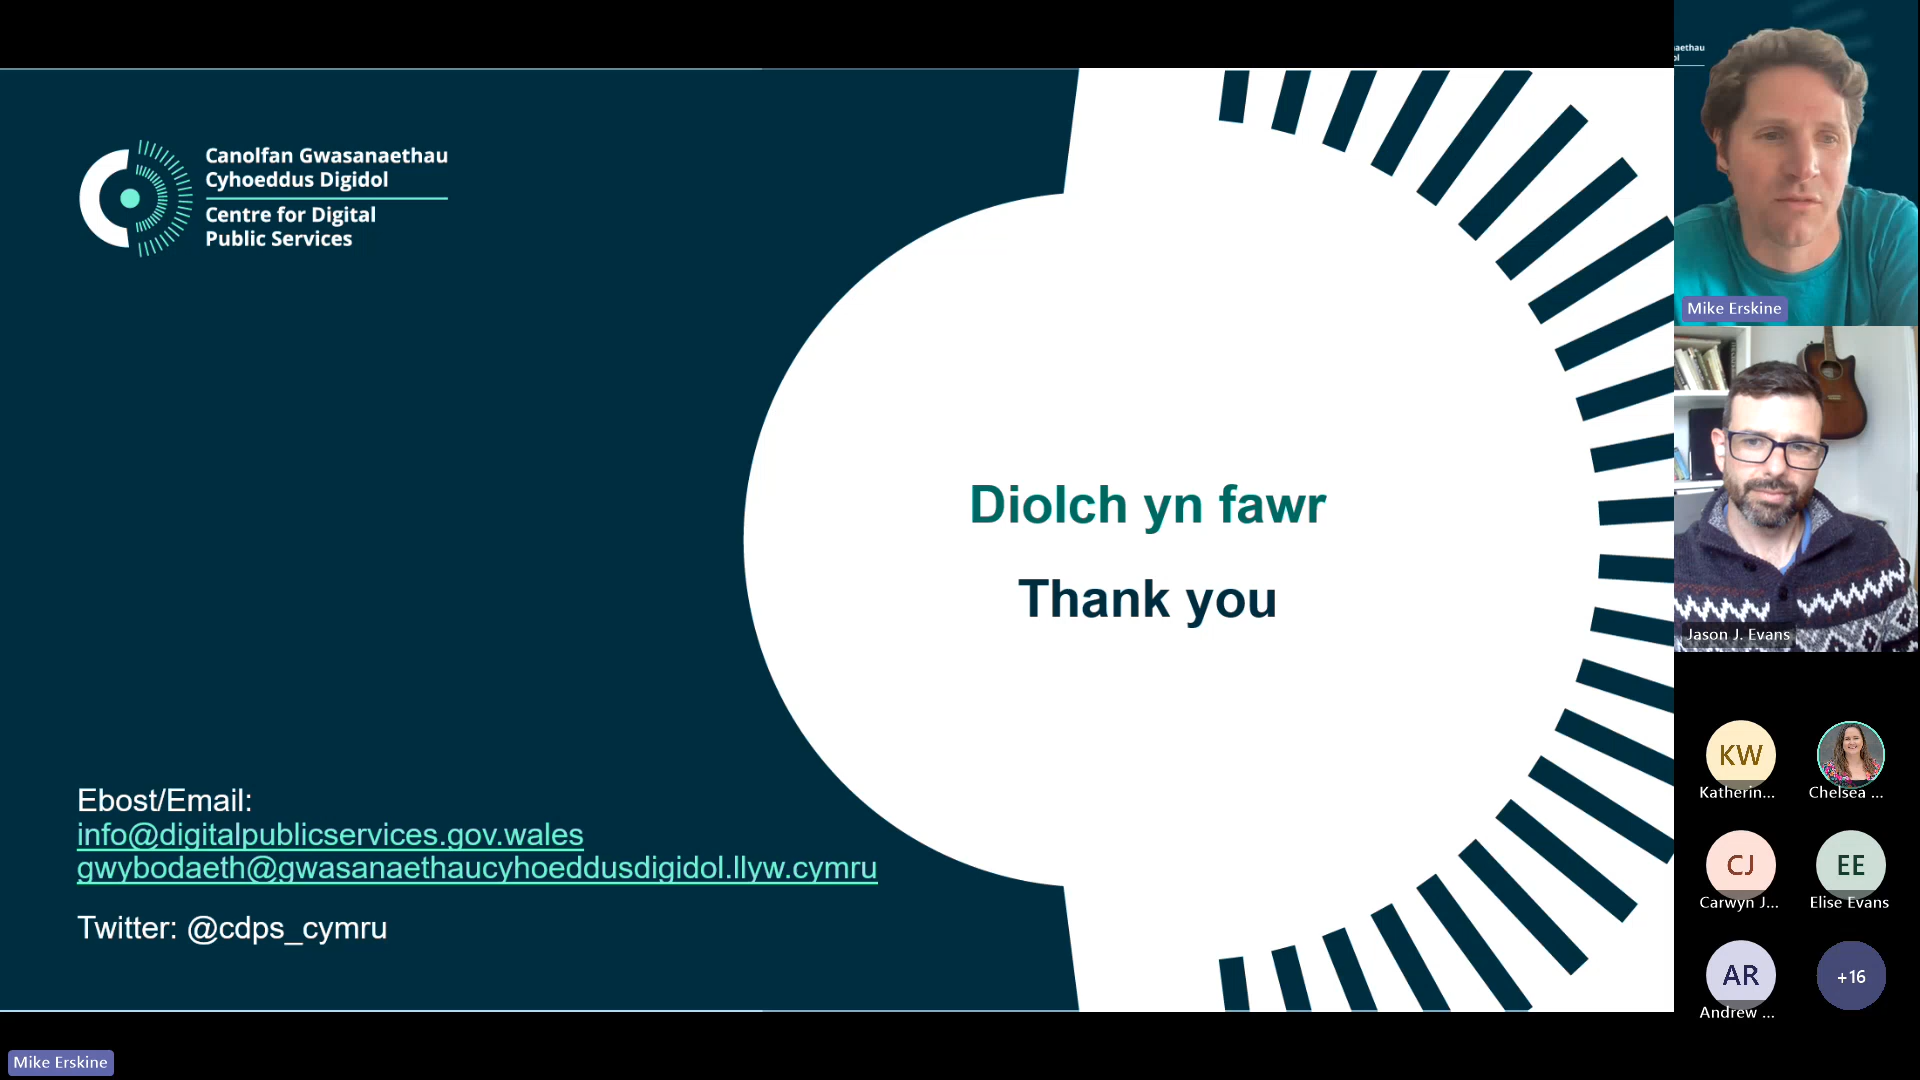 Canolfan Gwasanaethau
Cyhoeddus Digidol
Centre for Digital
Public Services
Diolch yn fawr
Thank you
Ebost/Email:
info@digitalpublicservices.gov.wales
gwybodaeth@gwasanaethaucyhoeddusdigidol.llyw.cymru
Twitter: @cdps_cymru
Mike Erskine
aethau
ol
Mike Erskine
Jason J. Evans
KW
Katherin...
Chelsea ...
CJ
Carwyn J...
EE
Elise Evans
AR
Andrew ...
+16